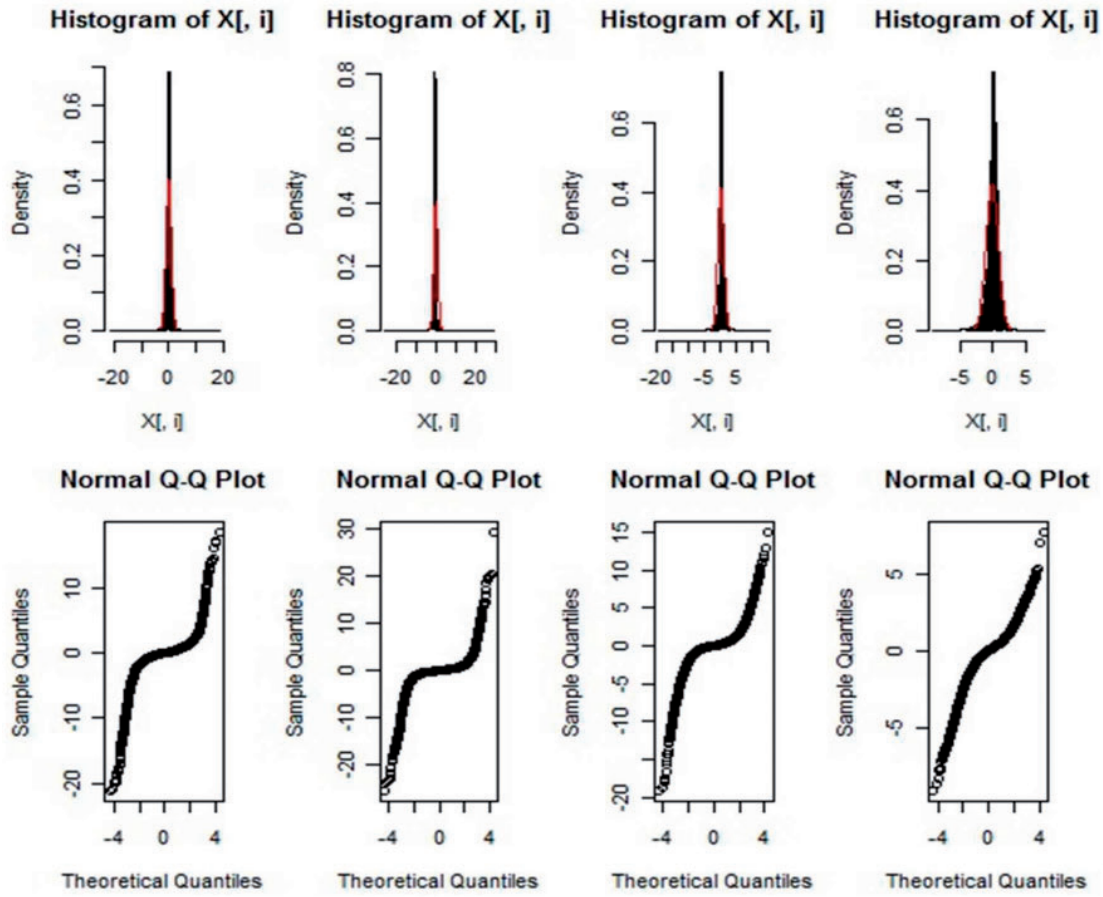 Histogram of X[, i]
Histogram of X[, i]
Histogram of X[, i]
Histogram of X[, i]
Density
0.0 0.2 0.4 0.6
-20 0 20
X[, i]
Density
0.0 0.2 0.4 0.6 0.8
-20 0 20
X[, i]
Density
0.0 0.2 0.4 0.6
-20 -5 5
X[, i]
Density
0.0 0.2 0.4 0.6
-5 0 5
X[, i]
Normal Q-Q Plot
Normal Q-Q Plot
Normal Q-Q Plot
Normal Q-Q Plot
Sample Quantiles
-20 -10 0 10
-4 0 4
Theoretical Quantiles
Sample Quantiles
-20 -10 0 10 20 30
-4 0 4
Theoretical Quantiles
Sample Quantiles
-20 -10 -5 0 5 10 15
-4 0 4
Theoretical Quantiles
Sample Quantiles
-5 0 5
-4 0 4
Theoretical Quantiles